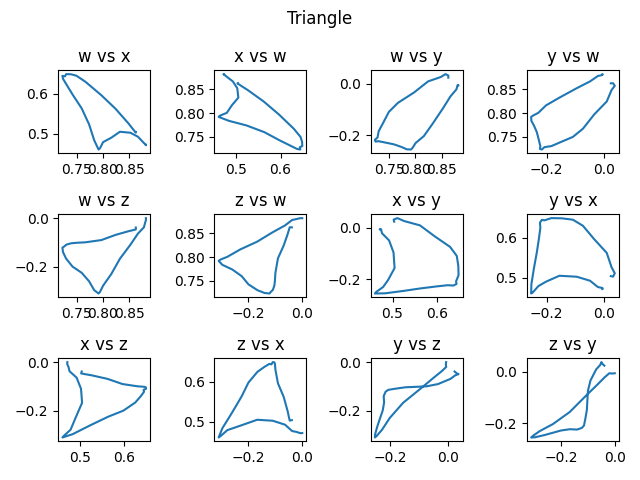 Triangle
w vs x
x vs w
w vs y
y vs w
0.6
0.5
0.75 0.80 0.85
0.85
0.80
0.75
0.5 0.6
0.0
−0.2
0.75 0.80 0.85
0.85
0.80
0.75
−0.2 0.0
w vs z
z vs w
x vs y
y vs x
0.0
−0.2
0.75 0.80 0.85
0.85
0.80
0.75
−0.2 0.0
0.0
−0.2
0.5 0.6
0.6
0.5
−0.2 0.0
x vs z
z vs x
y vs z
z vs y
0.0
−0.2
0.5 0.6
0.6
0.5
−0.2 0.0
0.0
−0.2
−0.2 0.0
0.0
−0.2
−0.2 0.0